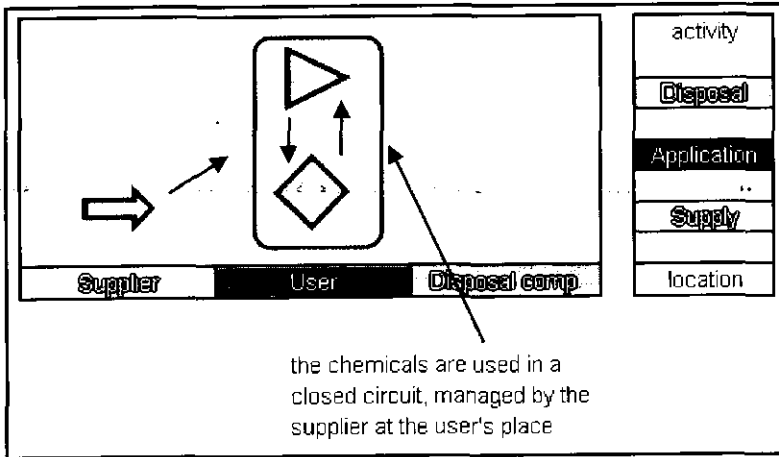 activity
Disposal
Application
Supply
location
Supplier
User
Disposal comp
the chemicals are used in a
closed circuit, managed by the
supplier at the user's place